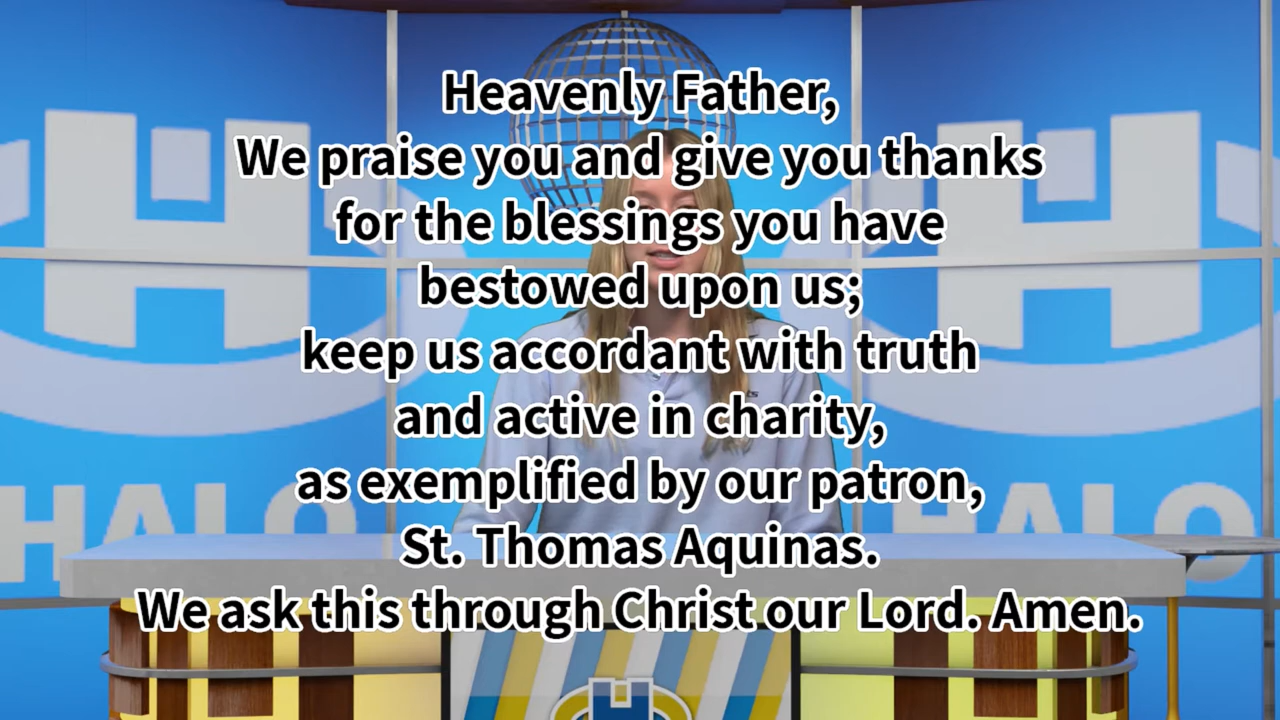 Heavenly Father,
We praise you and give you thanks
for the blessings you have
bestowed upon us;
keep us accordant with truth
and active in charity,
as exemplified by our patron,
St. Thomas Aquinas.
We ask this through Christ our Lord. Amen.
H
H
HALO
HALO